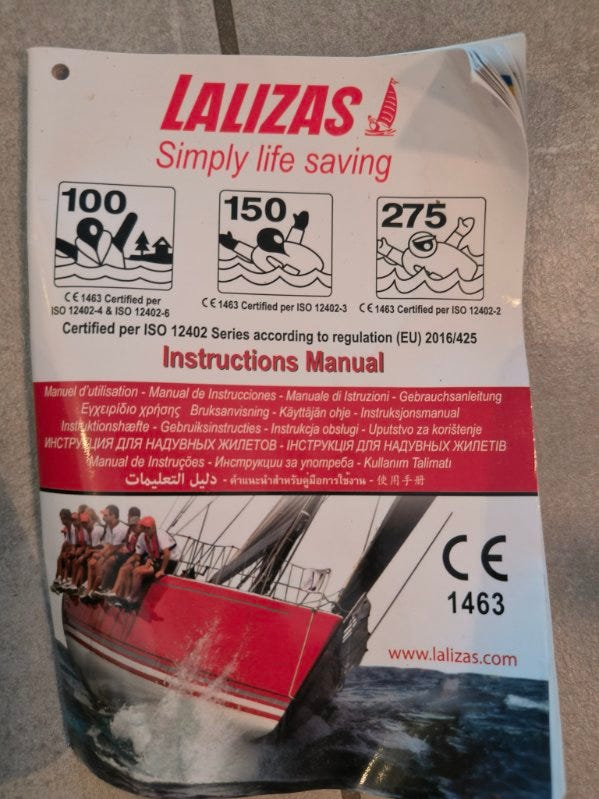 LALIZAS
Simply life saving
100
150
275
CE 1463 Certified per
ISO 12402-4 & ISO 12402-6
CE 1463 Certified per ISO 12402-3
CE 1463 Certified per ISO 12402-2
Certified per ISO 12402 Series according to regulation (EU) 2016/425
Instructions Manual
Manuel d'utilisation - Manual de Instrucciones - Manuale di Istruzioni - Gebrauchsanleitung
Εγχειρίδιο χρήσης Bruksanvisning - Käyttäjän ohje - Instruksjonsmanual
Instruktionshæfte - Gebruiksinstructies - Instrukcja obsługi - Uputstvo za korištenje
ИНСТРУКЦИЯ ДЛЯ НАДУВНЫХ ЖИЛЕТОВ - ІНСТРУКЦІЯ ДЛЯ НАДУВНИХ ЖИЛЕТІВ
Manual de Instruções - Инструкции за употреба - Kullanım Talimatı
دليل التعليمات - คำแนะนำสำหรับคู่มือการใช้งาน - 使用手册
CE
1463
www.lalizas.com